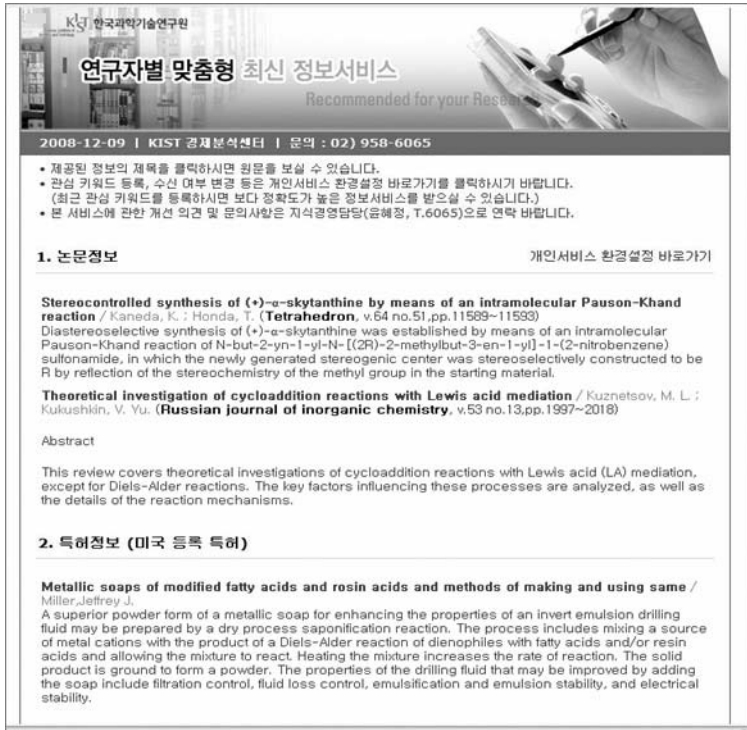 KIST 한국과학기술연구원
연구자별 맞춤형 최신 정보서비스
Recommended for your Research
2008-12-09 | KIST 경제분석센터 | 문의 : 02) 958-6065
• 제공된 정보의 제목을 클릭하시면 원문을 보실 수 있습니다.
• 관심 키워드 등록, 수신 여부 변경 등은 개인서비스 환경설정 바로가기를 클릭하시기 바랍니다.
(최근 관심 키워드를 등록하시면 보다 정확도가 높은 정보서비스를 받으실 수 있습니다.)
• 본 서비스에 관한 개선 의견 및 문의사항은 지식경영담당(윤혜정, T.6065)으로 연락 바랍니다.
1. 논문정보
개인서비스 환경설정 바로가기
Stereocontrolled synthesis of (+)-α-skytanthine by means of an intramolecular Pauson-Khand
reaction / Kaneda, K. ; Honda, T. (Tetrahedron, v.64 no.51,pp.11589~11593)
Diastereoselective synthesis of (+)-α-skytanthine was established by means of an intramolecular
Pauson-Khand reaction of N-but-2-yn-1-yl-N-[(2R)-2-methylbut-3-en-1-yl]-1-(2-nitrobenzene)
sulfonamide, in which the newly generated stereogenic center was stereoselectively constructed to be
R by reflection of the stereochemistry of the methyl group in the starting material.
Theoretical investigation of cycloaddition reactions with Lewis acid mediation / Kuznetsov, M. L. ;
Kukushkin, V. Yu. (Russian journal of inorganic chemistry, v.53 no.13,pp.1997~2018)
Abstract
This review covers theoretical investigations of cycloaddition reactions with Lewis acid (LA) mediation,
except for Diels-Alder reactions. The key factors influencing these processes are analyzed, as well as
the details of the reaction mechanisms.
2. 특허정보 (미국 등록 특허)
Metallic soaps of modified fatty acids and rosin acids and methods of making and using same /
Miller,Jeffrey J.
A superior powder form of a metallic soap for enhancing the properties of an invert emulsion drilling
fluid may be prepared by a dry process saponification reaction. The process includes mixing a source
of metal cations with the product of a Diels-Alder reaction of dienophiles with fatty acids and/or resin
acids and allowing the mixture to react. Heating the mixture increases the rate of reaction. The solid
product is ground to form a powder. The properties of the drilling fluid that may be improved by adding
the soap include filtration control, fluid loss control, emulsification and emulsion stability, and electrical
stability.